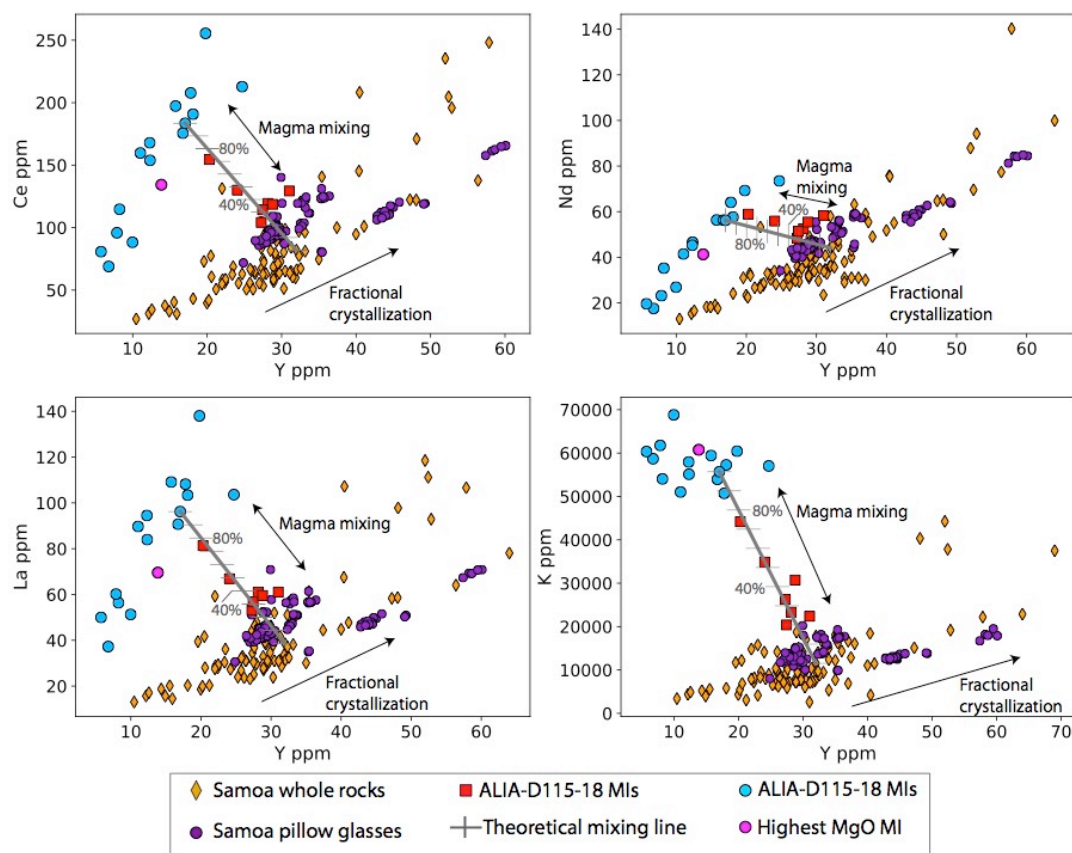 250
200
150
100
50
Ce ppm
Magma mixing
80%
40%
Fractional
crystallization
10 20 30 40 50 60
Y ppm
140
120
100
80
60
40
20
Nd ppm
Magma
mixing
40%
80%
Fractional
crystallization
10 20 30 40 50 60
Y ppm
140
120
100
80
60
40
20
La ppm
Magma mixing
80%
40%
Fractional
crystallization
10 20 30 40 50 60
Y ppm
70000
60000
50000
40000
30000
20000
10000
0
K ppm
Magma mixing
80%
40%
Fractional
crystallization
10 20 30 40 50 60 70
Y ppm
Samoa whole rocks ALIA-D115-18 MIs ALIA-D115-18 MIs
Samoa pillow glasses Theoretical mixing line Highest MgO MI